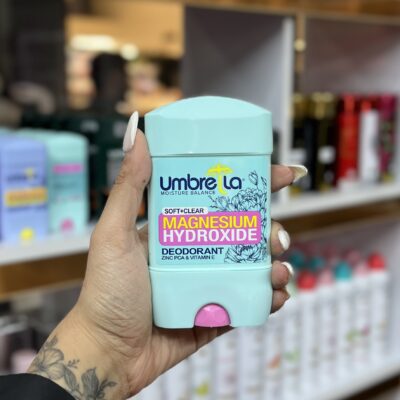 Umbrella
MOISTURE BALANCE
SOFT+CLEAR
MAGNESIUM
HYDROXIDE
DEODORANT
ZINC PCA & VITAMIN E